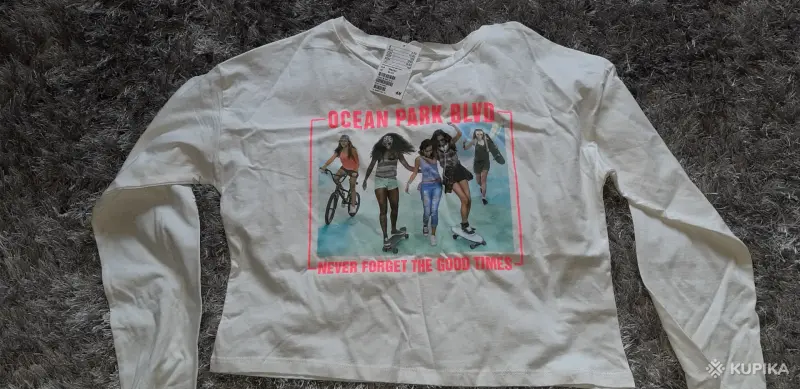 OCEAN PARK BLVD
NEVER FORGET THE GOOD TIMES
KUPIKA